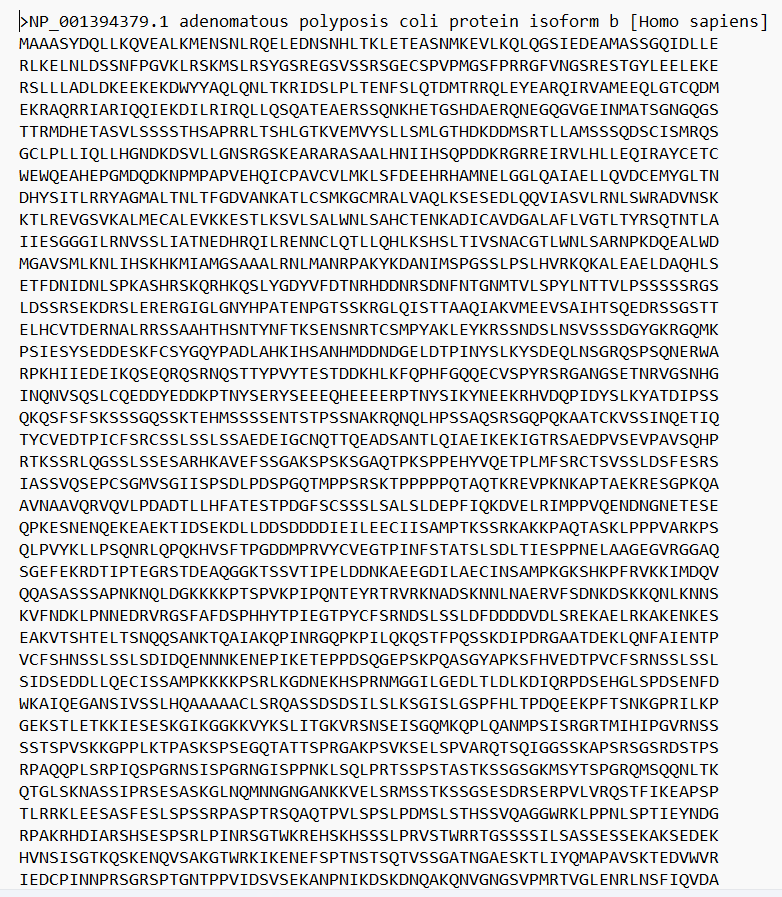 >NP_001394379.1 adenomatous polyposis coli protein isoform b [Homo sapiens]
MAAASYDQLLKQVEALKMENSNLRQELEDNSNHLTKLETEASNMKEVLKQLQGSIEDEAMASSGQIDLLE
RLKELNLDSSNFPGVKLRSKMSLRSYGSREGSVSSRSGECSPVPMGSFPRRGFVNGSRESTGYLEELEKE
RSLLLADLDKEEKEKDWYYAQLQNLTKRIDSLPLTENFSLQTDMTRRQLEYEARQIRVAMEEQLGTCQDM
EKRAQRRIARIQQIEKDILRIRQLLQSQATEAERSSQNKHETGSHDAERQNEGQGVGEINMATSGNGQGS
TTRMDHETASVLSSSSTHSAPRRLTSHLGTKVEMVYSLLSMLGTHDKDDMSRTLLAMSSSQDSCISMRQS
GCLPLLIQLLHGNDKDSVLLGNSRGSKEARARASAALHNIIHSQPDDKRGRREIRVLHLLEQIRAYCETC
WEWQEAHEPGMDQDKNPMPAPVEHQICPAVCVLMKLSFDEEHRHAMNELGGLQAIAELLQVDCEMYGLTN
DHYSITLRRYAGMALTNLTFGDVANKATLCSMKGCMRALVAQLKSESEDLQQVIASVLRNLSWRADVNSK
KTLREVGSVKALMECALEVKKESTLKSVLSALWNLSAHCTENKADICAVDGALAFLVGTLTYRSQTNTLA
IIESGGGILRNVSSLIATNEDHRQILRENNCLQTLLQHLKSHSLTIVSNACGTLWNLSARNPKDQEALWD
MGAVSMLKNLIHSKHKMIAMGSAAALRNLMANRPAKYKDANIMSPGSSLPSLHVRKQKALEAELDAQHLS
ETFDNIDNLSPKASHRSKQRHKQSLYGDYVFDTNRHDDNRSDNFNTGNMTVLSPYLNTTVLPSSSSSRGS
LDSSRSEKDRSLERERGIGLGNYHPATENPGTSSKRGLQISTTAAQIAKVMEEVSAIHTSQEDRSSGSTT
ELHCVTDERNALRRSSAAHTHSNTYNFTKSENSNRTCSMPYAKLEYKRSSNDSLNSVSSSDGYGKRGQMK
PSIESYSEDDESKFCSYGQYPADLAHKIHSANHMDDNDGELDTPINYSLKYSDEQLNSGRQSPSQNERWA
RPKHIIEDEIKQSEQRQSRNQSTTYPVYTESTDDKHLKFQPHFGQQECVSPYRSRGANGSETNRVGSNHG
INQNVSQSLCQEDDYEDDKPTNYSERYSEEEQHEEEERPTNYSIKYNEEKRHVDQPIDYSLKYATDIPSS
QKQSFSFSKSSSGQSSKTEHMSSSSENTSTPSSNAKRQNQLHPSSAQSRSGQPQKAATCKVSSINQETIQ
TYCVEDTPICFSRCSSLSSLSSAEDEIGCNQTTQEADSANTLQIAEIKEKIGTRSAEDPVSEVPAVSQHP
RTKSSRLQGSSLSSESARHKAVEFSSGAKSPSKSGAQTPKSPPEHYVQETPLMFSRCTSVSSLDSFESRS
IASSVQSEPCSGMVSGIISPSDLPDSPGQTMPPSRSKTPPPPPQTAQTKREVPKNKAPTAEKRESGPKQA
AVNAAVQRVQVLPDADTLLHFATESTPDGFSCSSSLSALSLDEPFIQKDVELRIMPPVQENDNGNETESE
QPKESNENQEKEAEKTIDSEKDLLDDSDDDDIEILEECIISAMPTKSSRKAKKPAQTASKLPPPVARKPS
QLPVYKLLPSQNRLQPQKHVSFTPGDDMPRVYCVEGTPINFSTATSLSDLTIESPPNELAAGEGVRGGAQ
SGEFEKRDTIPTEGRSTDEAQGGKTSSVTIPELDDNKAEEGDILAECINSAMPKGKSHKPFRVKKIMDQV
QQASASSSAPNKNQLDGKKKKPTSPVKPIPQNTEYRTRVRKNADSKNNLNAERVFSDNKDSKKQNLKNNS
KVFNDKLPNNEDRVRGSFAFDSPHHYTPIEGTPYCFSRNDSLSSLDFDDDDVDLSREKAELRKAKENKES
EAKVTSHTELTSNQQSANKTQAIAKQPINRGQPKPILQKQSTFPQSSKDIPDRGAATDEKLQNFAIENTP
VCFSHNSSLSSLSDIDQENNNKENEPIKETEPPDSQGEPSKPQASGYAPKSFHVEDTPVCFSRNSSLSSL
SIDSEDDLLQECISSAMPKKKKPSRLKGDNEKHSPRNMGGILGEDLTLDLKDIQRPDSEHGLSPDSENFD
WKAIQEGANSIVSSLHQAAAAACLSRQASSDSDSILSLKSGISLGSPFHLTPDQEEKPFTSNKGPRILKP
GEKSTLETKKIESESKGIKGGKKVYKSLITGKVRSNSEISGQMKQPLQANMPSISRGRTMIHIPGVRNSS
SSTSPVSKKGPPLKTPASKSPSEGQTATTSPRGAKPSVKSELSPVARQTSQIGGSSKAPSRSGSRDSTPS
RPAQQPLSRPIQSPGRNSISPGRNGISPPNKLSQLPRTSSPSTASTKSSGSGKMSYTSPGRQMSQQNLTK
QTGLSKNASSIPRSESASKGLNQMNNGNGANKKVELSRMSSTKSSGSESDRSERPVLVRQSTFIKEAPSP
TLRRKLEESASFESLSPSSRPASPTRSQAQTPVLSPSLPDMSLSTHSSVQAGGWRKLPPNLSPTIEYNDG
RPAKRHDIARSHSESPSRLPINRSGTWKREHSKHSSSLPRVSTWRRTGSSSSILSASSESSEKAKSEDEK
HVNSISGTKQSKENQVSAKGTWRKIKENEFSPTNSTSQTVSSGATNGAESKTLIYQMAPAVSKTEDVWVR
IEDCPINNPRSGRSPTGNTPPVIDSVSEKANPNIKDSKDNQAKQNVGNGSVPMRTVGLENRLNSFIQVDA